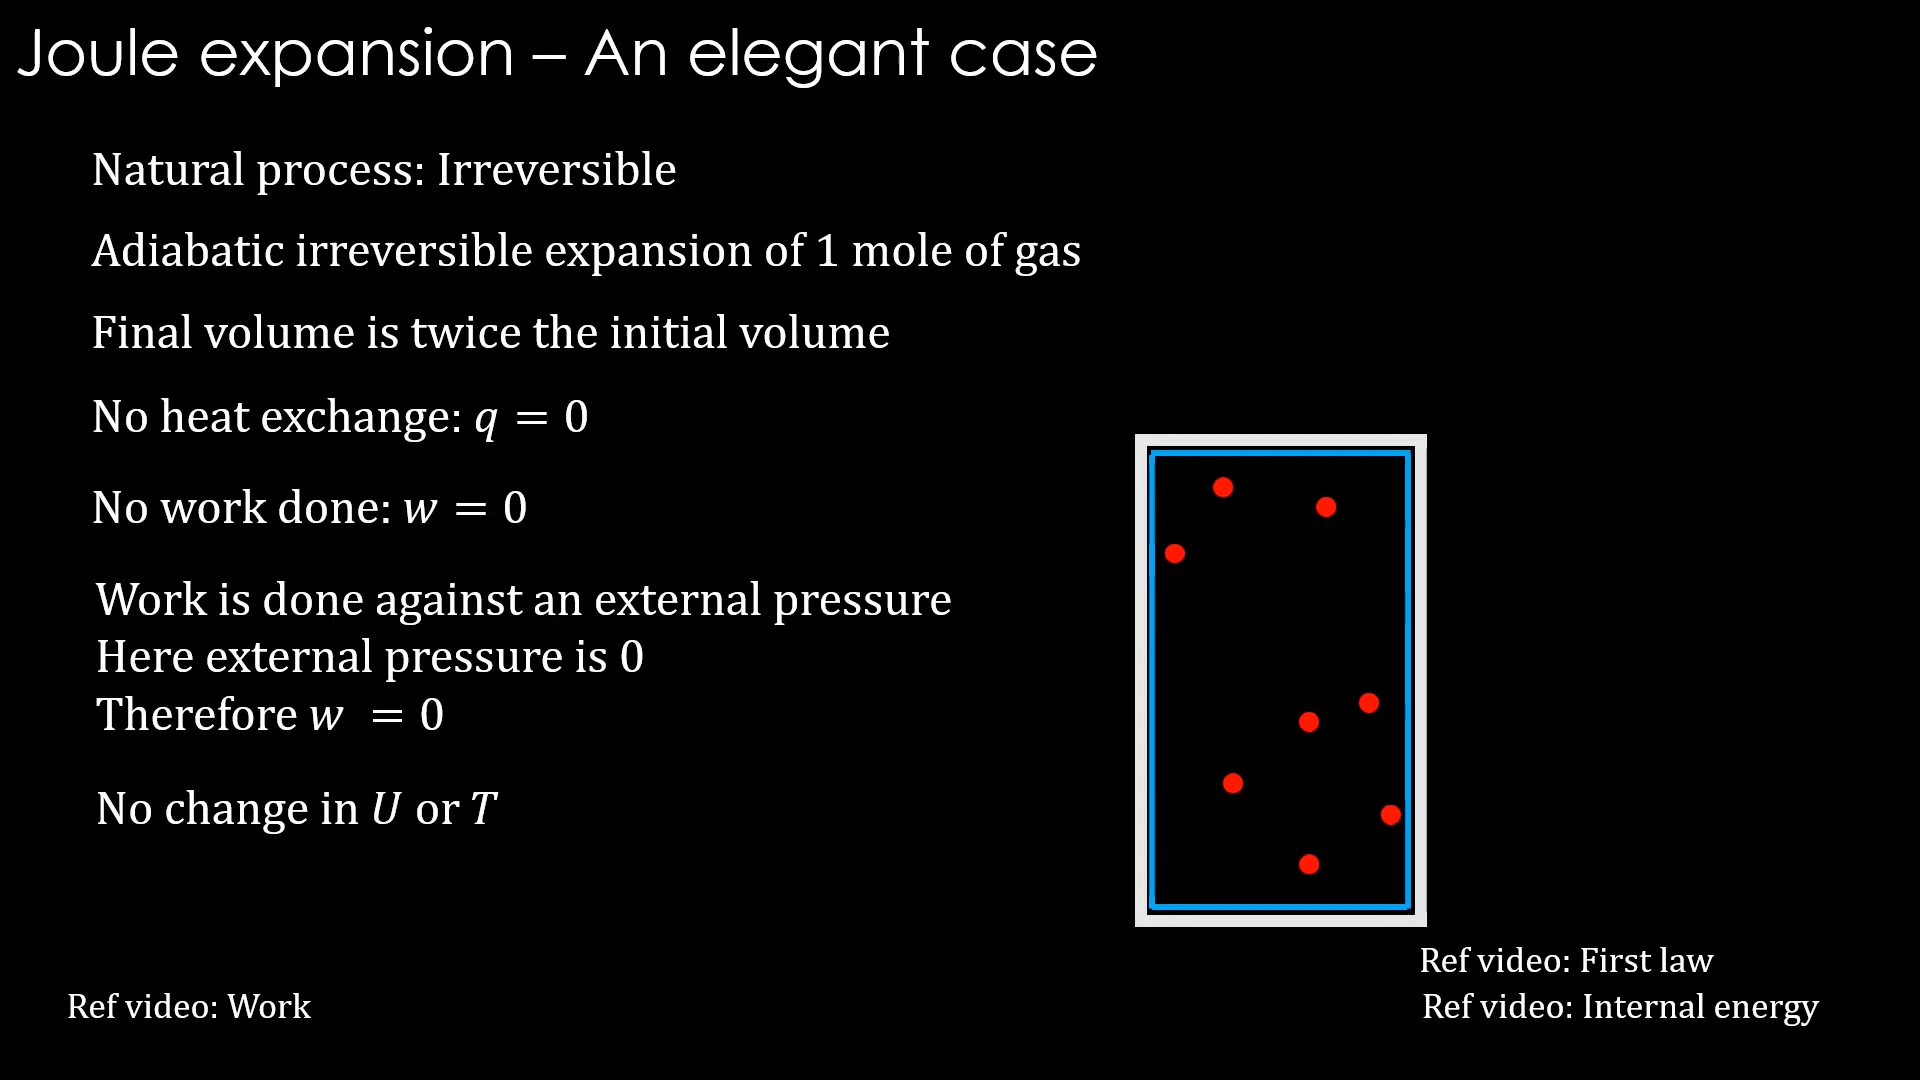 Joule expansion – An elegant case
Natural process: Irreversible
Adiabatic irreversible expansion of 1 mole of gas
Final volume is twice the initial volume
No heat exchange: q = 0
No work done: w = 0
Work is done against an external pressure
Here external pressure is 0
Therefore w = 0
No change in U or T
Ref video: First law
Ref video: Work
Ref video: Internal energy